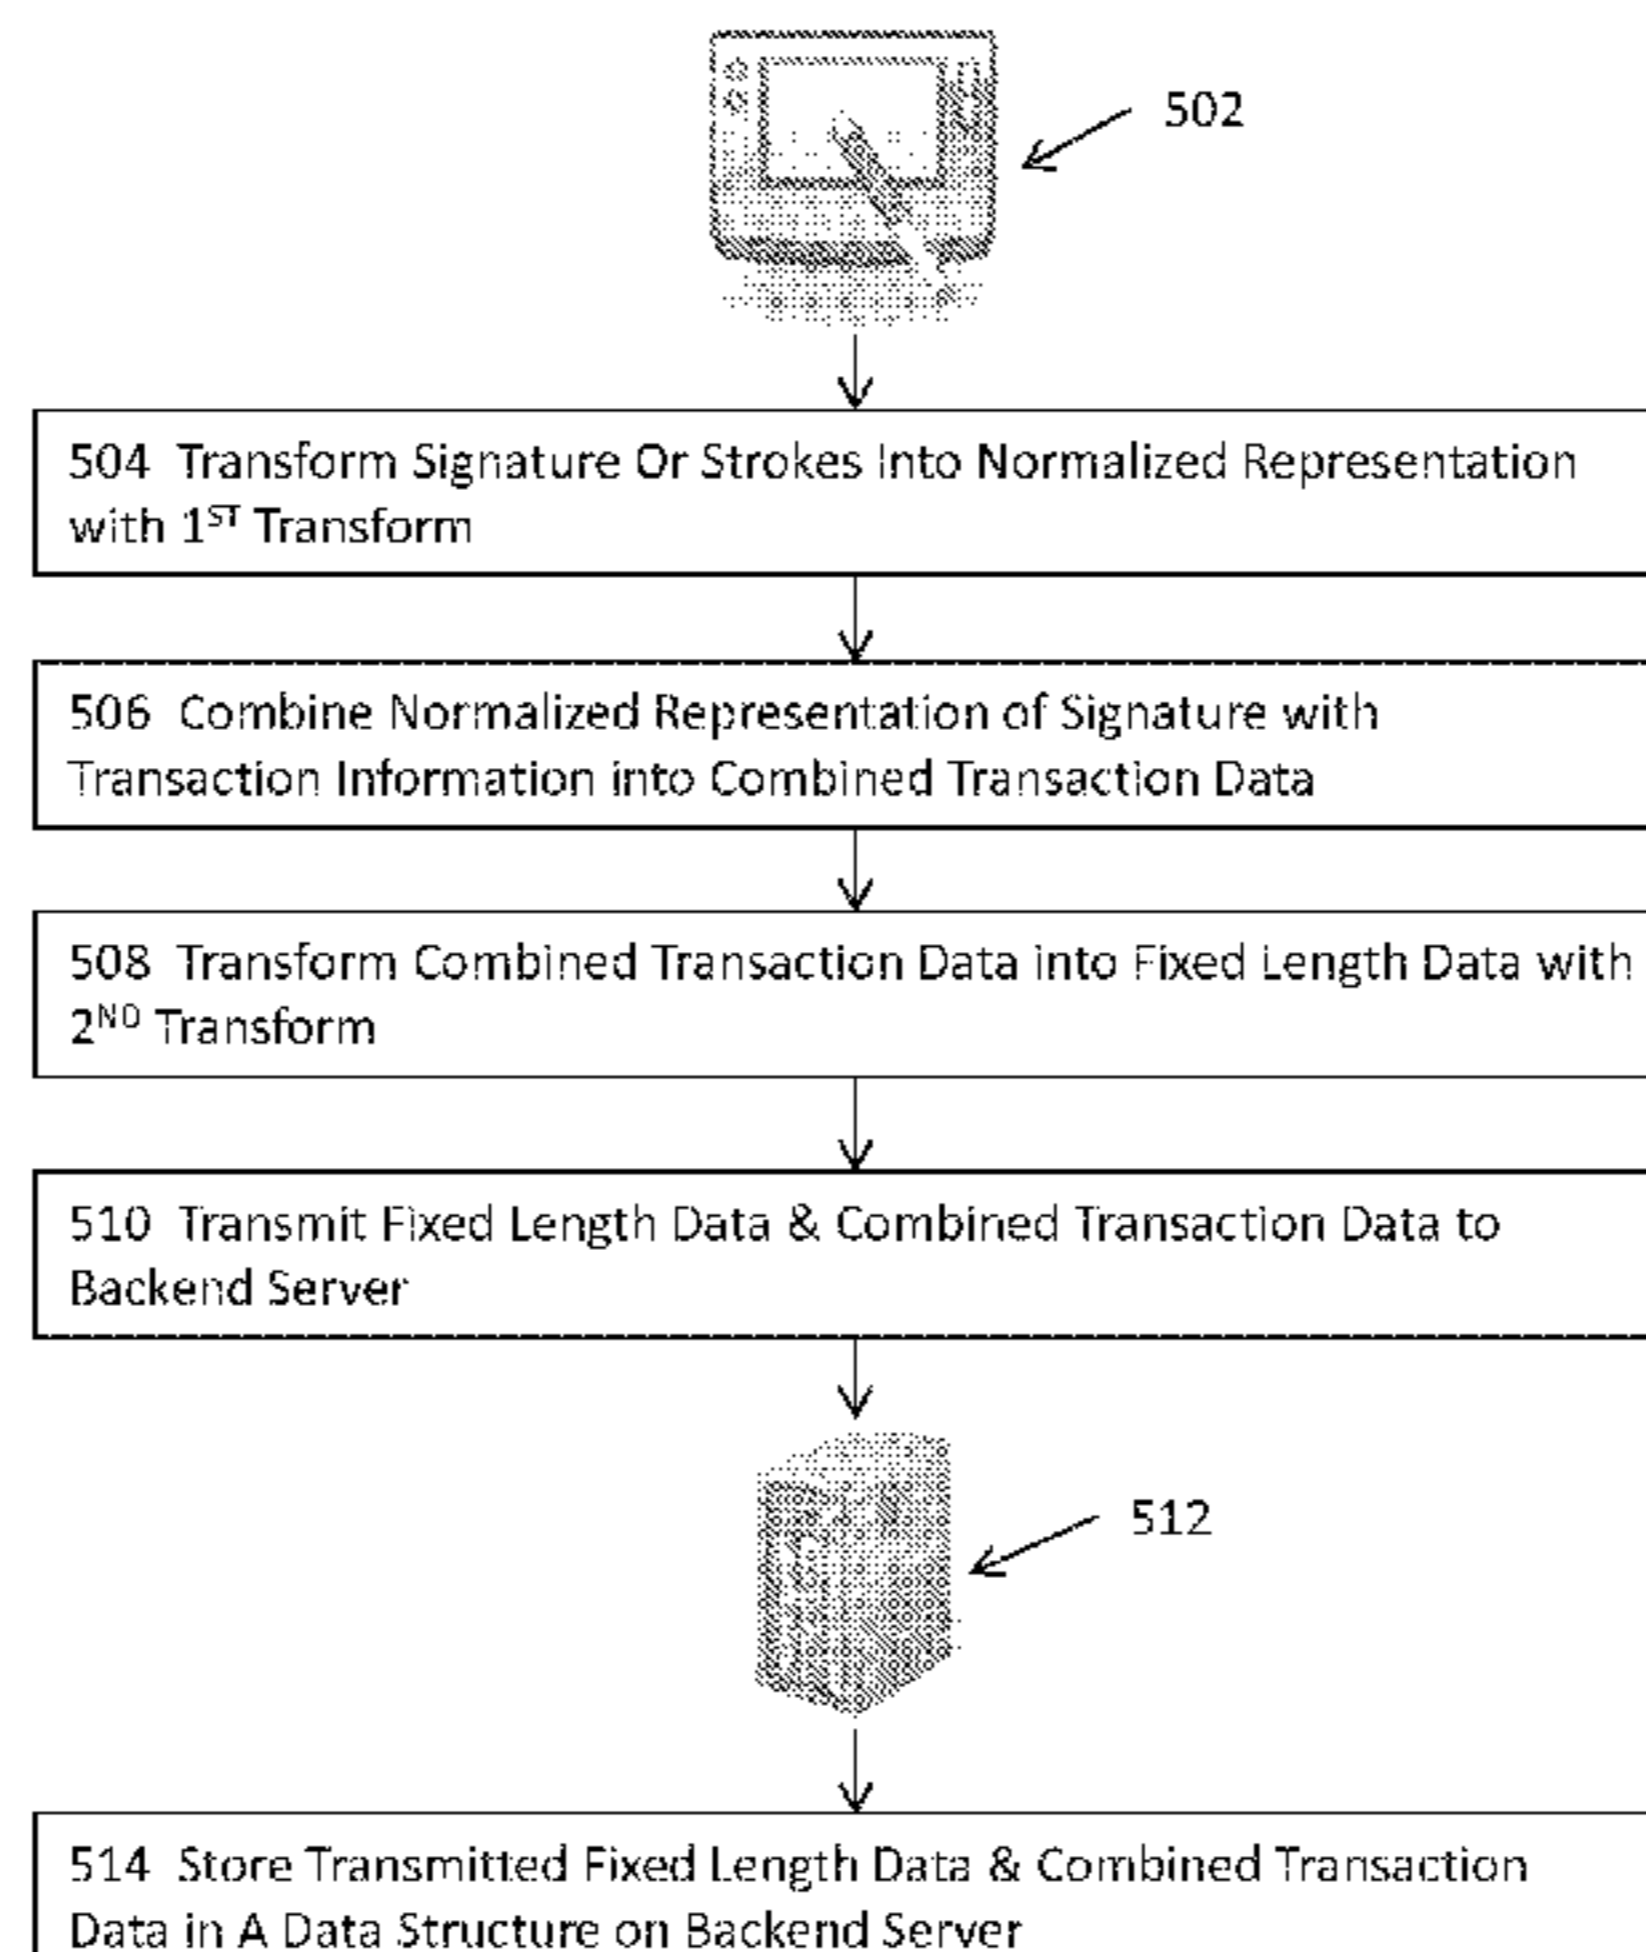 502
504 Transform Signature Or Strokes Into Normalized Representation
with 1ST Transform
506 Combine Normalized Representation of Signature with
Transaction Information into Combined Transaction Data
508 Transform Combined Transaction Data into Fixed Length Data with
2ND Transform
510 Transmit Fixed Length Data & Combined Transaction Data to
Backend Server
512
514 Store Transmitted Fixed Length Data & Combined Transaction
Data in A Data Structure on Backend Server